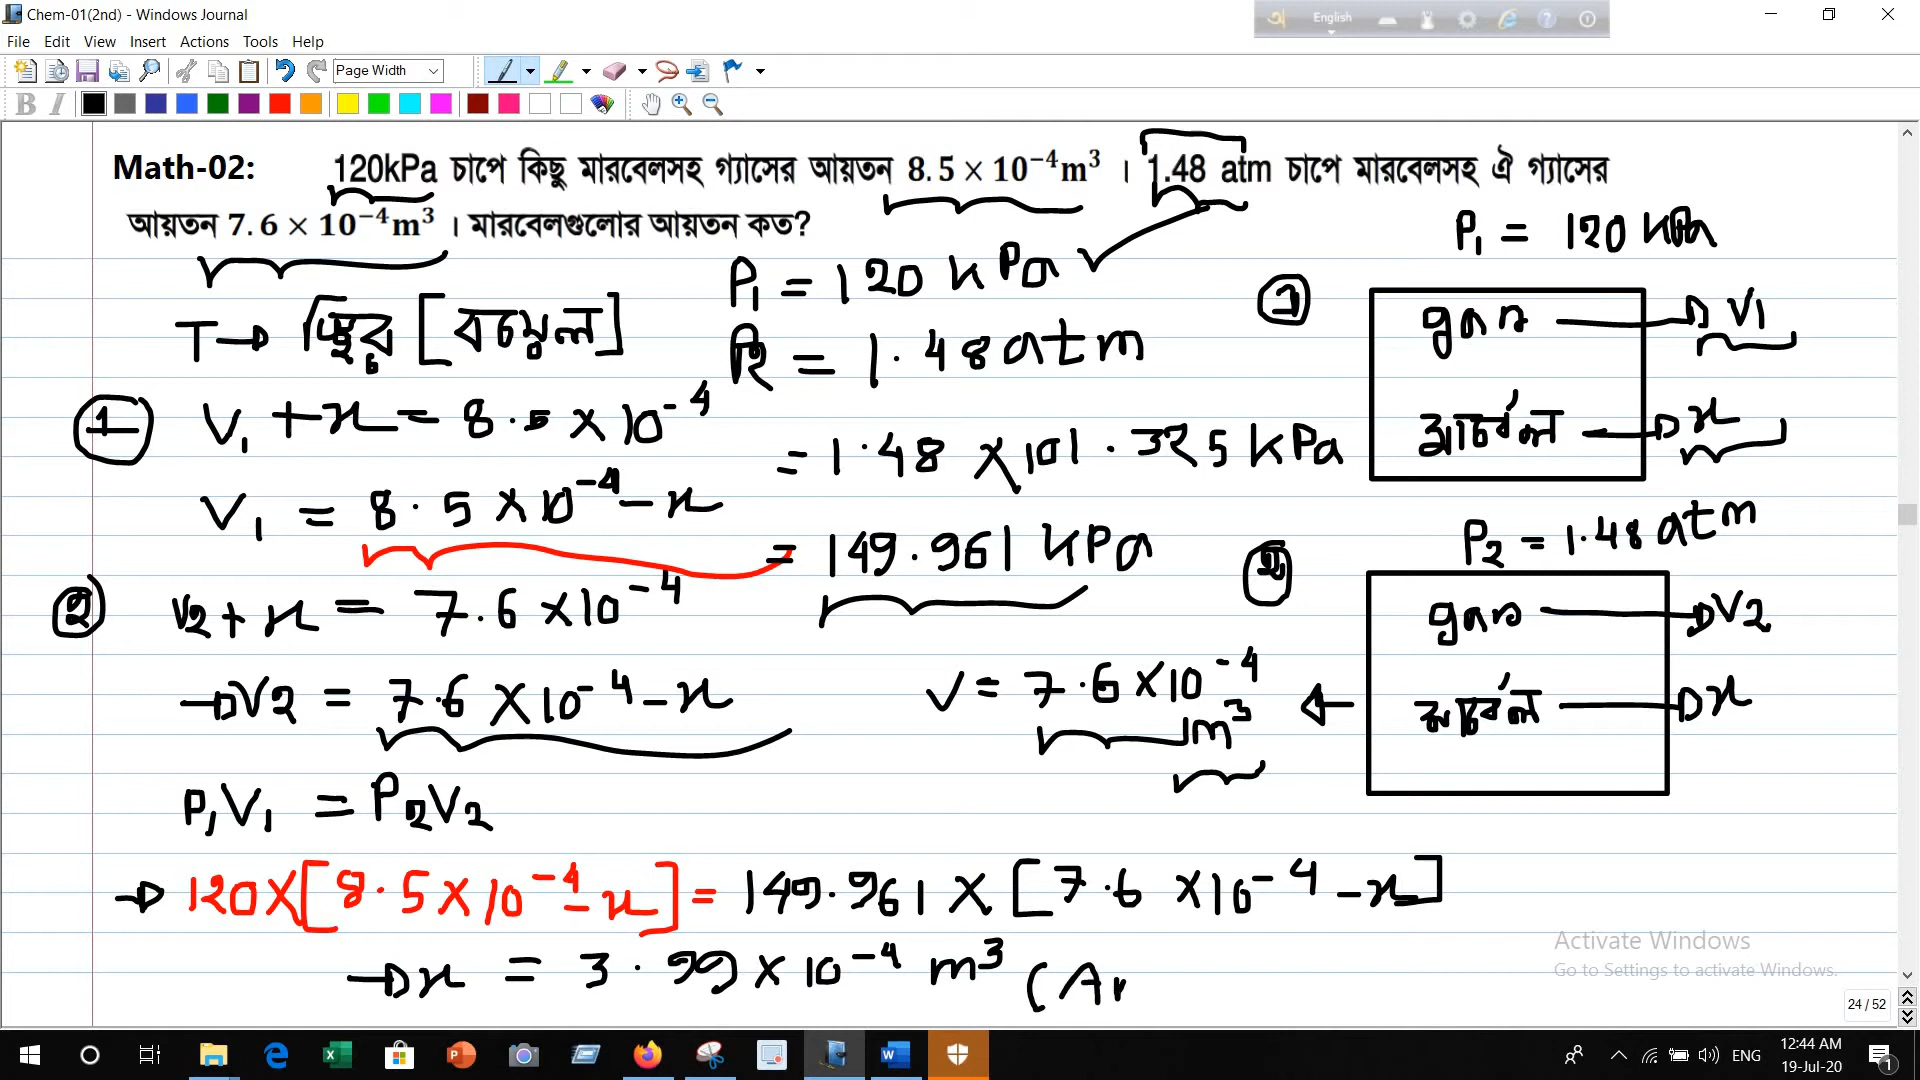 Chem-01(2nd) - Windows Journal
English
File Edit View Insert Actions Tools Help
Page Width
B I
Math-02: 120kPa চাপে কিছু মারবেলসহ গ্যাসের আয়তন 8.5 × 10⁻⁴m³ । 1.48 atm চাপে মারবেলসহ ঐ গ্যাসের
আয়তন 7.6 × 10⁻⁴m³ । মারবেলগুলোর আয়তন কত?
P₁ = 120 kPa
P₁ = 120 kPa
T → স্থির [বয়েল]
P₂ = 1.48 atm
① gas → V₁
মার্বেল → x
① V₁ + x = 8.5 × 10⁻⁴
= 1.48 × 101.325 kPa
V₁ = 8.5 × 10⁻⁴ - x
= 149.961 kPa
P₂ = 1.48 atm
② V₂ + x = 7.6 × 10⁻⁴
gas → V₂
মার্বেল → x
→ V₂ = 7.6 × 10⁻⁴ - x
V = 7.6 × 10⁻⁴
m³
P₁V₁ = P₂V₂
→ 120 × [8.5 × 10⁻⁴ - x] = 149.961 × [7.6 × 10⁻⁴ - x]
→ x = 3.99 × 10⁻⁴ m³ (An
Activate Windows
Go to Settings to activate Windows.
24 / 52
ENG
12:44 AM
19-Jul-20
1